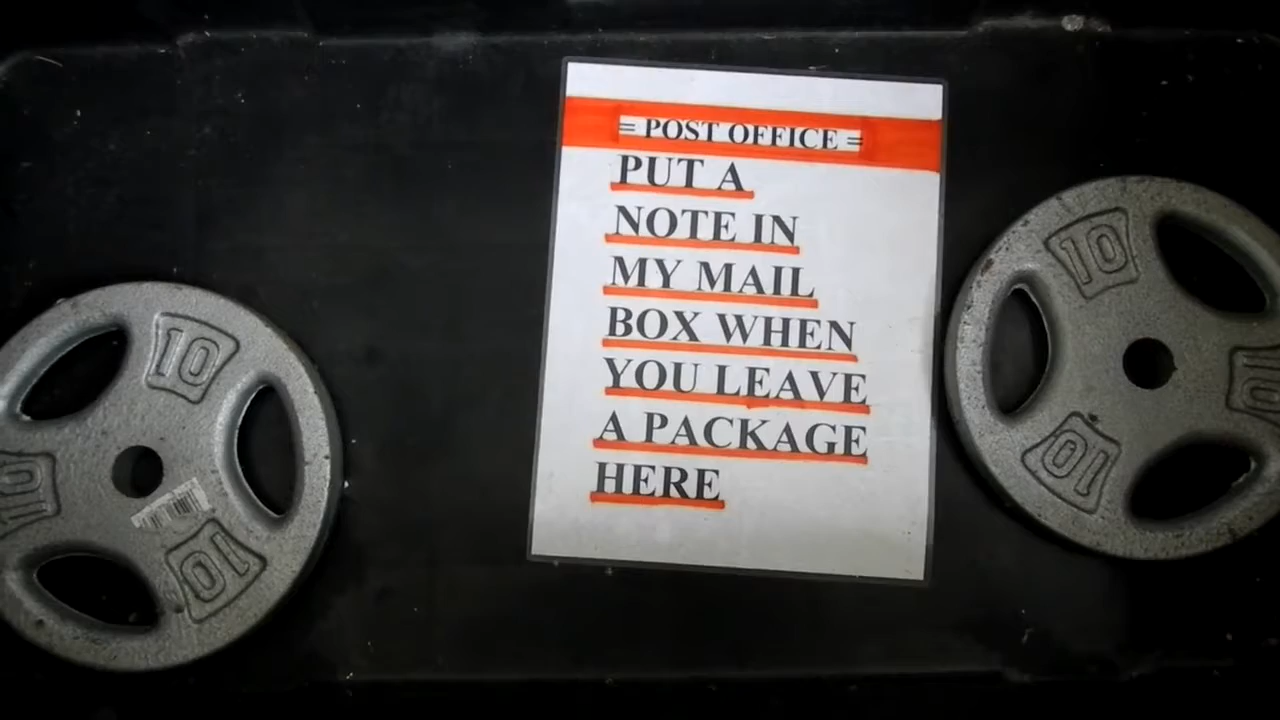 = POST OFFICE =
PUT A
NOTE IN
MY MAIL
BOX WHEN
YOU LEAVE
A PACKAGE
HERE
10
10
10
10
10
10